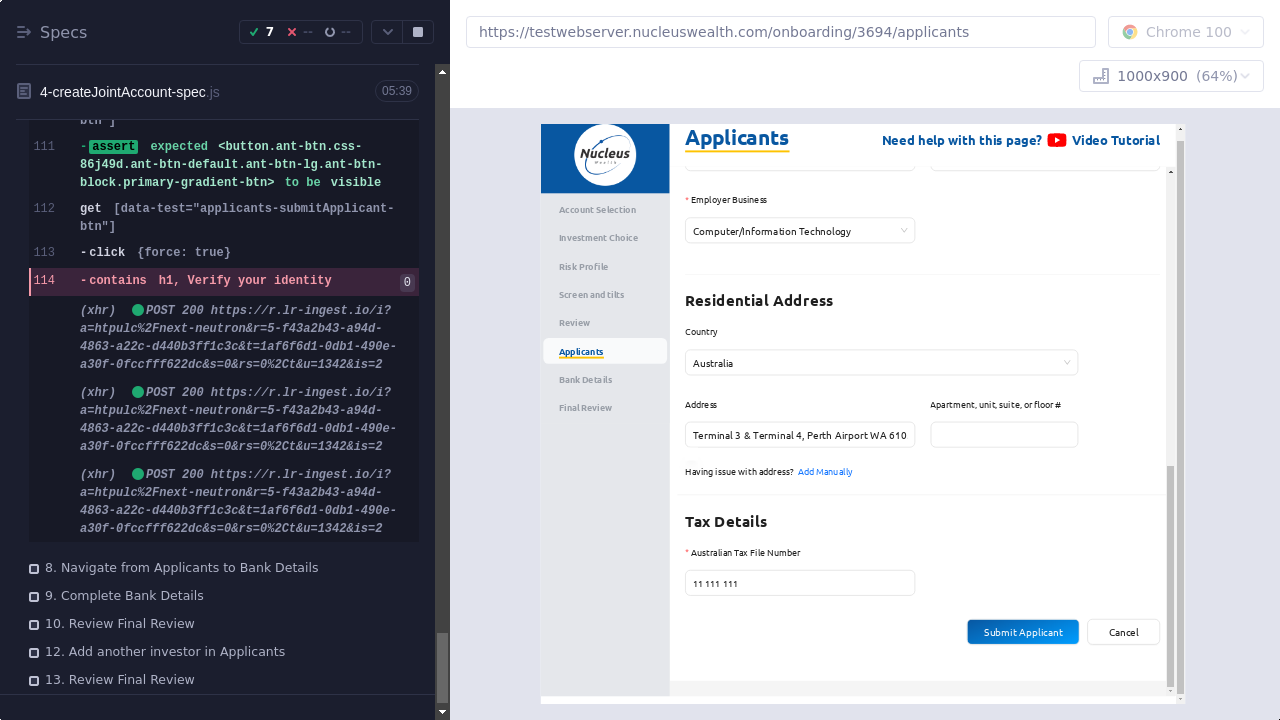 Specs
7
--
--
4-createJointAccount-spec.js
05:39
btn"]
111
-assert expected <button.ant-btn.css-
86j49d.ant-btn-default.ant-btn-lg.ant-btn-
block.primary-gradient-btn> to be visible
112
get [data-test="applicants-submitApplicant-
btn"]
113
-click {force: true}
114
-contains h1, Verify your identity
0
(xhr) POST 200 https://r.lr-ingest.io/i?
a=htpulc%2Fnext-neutron&r=5-f43a2b43-a94d-
4863-a22c-d440b3ff1c3c&t=1af6f6d1-0db1-490e-
a30f-0fccfff622dc&s=0&rs=0%2Ct&u=1342&is=2
(xhr) POST 200 https://r.lr-ingest.io/i?
a=htpulc%2Fnext-neutron&r=5-f43a2b43-a94d-
4863-a22c-d440b3ff1c3c&t=1af6f6d1-0db1-490e-
a30f-0fccfff622dc&s=0&rs=0%2Ct&u=1342&is=2
(xhr) POST 200 https://r.lr-ingest.io/i?
a=htpulc%2Fnext-neutron&r=5-f43a2b43-a94d-
4863-a22c-d440b3ff1c3c&t=1af6f6d1-0db1-490e-
a30f-0fccfff622dc&s=0&rs=0%2Ct&u=1342&is=2
8. Navigate from Applicants to Bank Details
9. Complete Bank Details
10. Review Final Review
12. Add another investor in Applicants
13. Review Final Review
https://testwebserver.nucleuswealth.com/onboarding/3694/applicants
Chrome 100
1000x900 (64%)
Nucleus
Wealth
Account Selection
Investment Choice
Risk Profile
Screen and tilts
Review
Applicants
Bank Details
Final Review
Applicants
Need help with this page? Video Tutorial
* Employer Business
Computer/Information Technology
Residential Address
Country
Australia
Address
Apartment, unit, suite, or floor #
Terminal 3 & Terminal 4, Perth Airport WA 610
Having issue with address? Add Manually
Tax Details
* Australian Tax File Number
11 111 111
Submit Applicant
Cancel